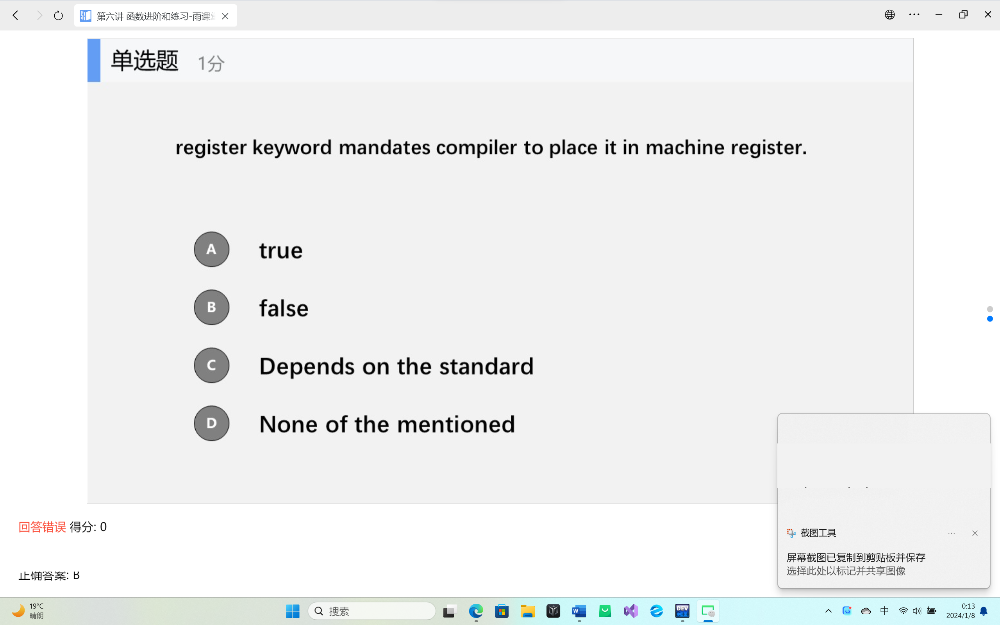 第六讲 函数进阶和练习-雨课堂
单选题 1分
register keyword mandates compiler to place it in machine register.
A true
B false
C Depends on the standard
D None of the mentioned
回答错误 得分: 0
正确答案: B
截图工具
屏幕截图已复制到剪贴板并保存
选择此处以标记并共享图像
19°C
晴朗
搜索
W
DEV
C++
中
0:13
2024/1/8